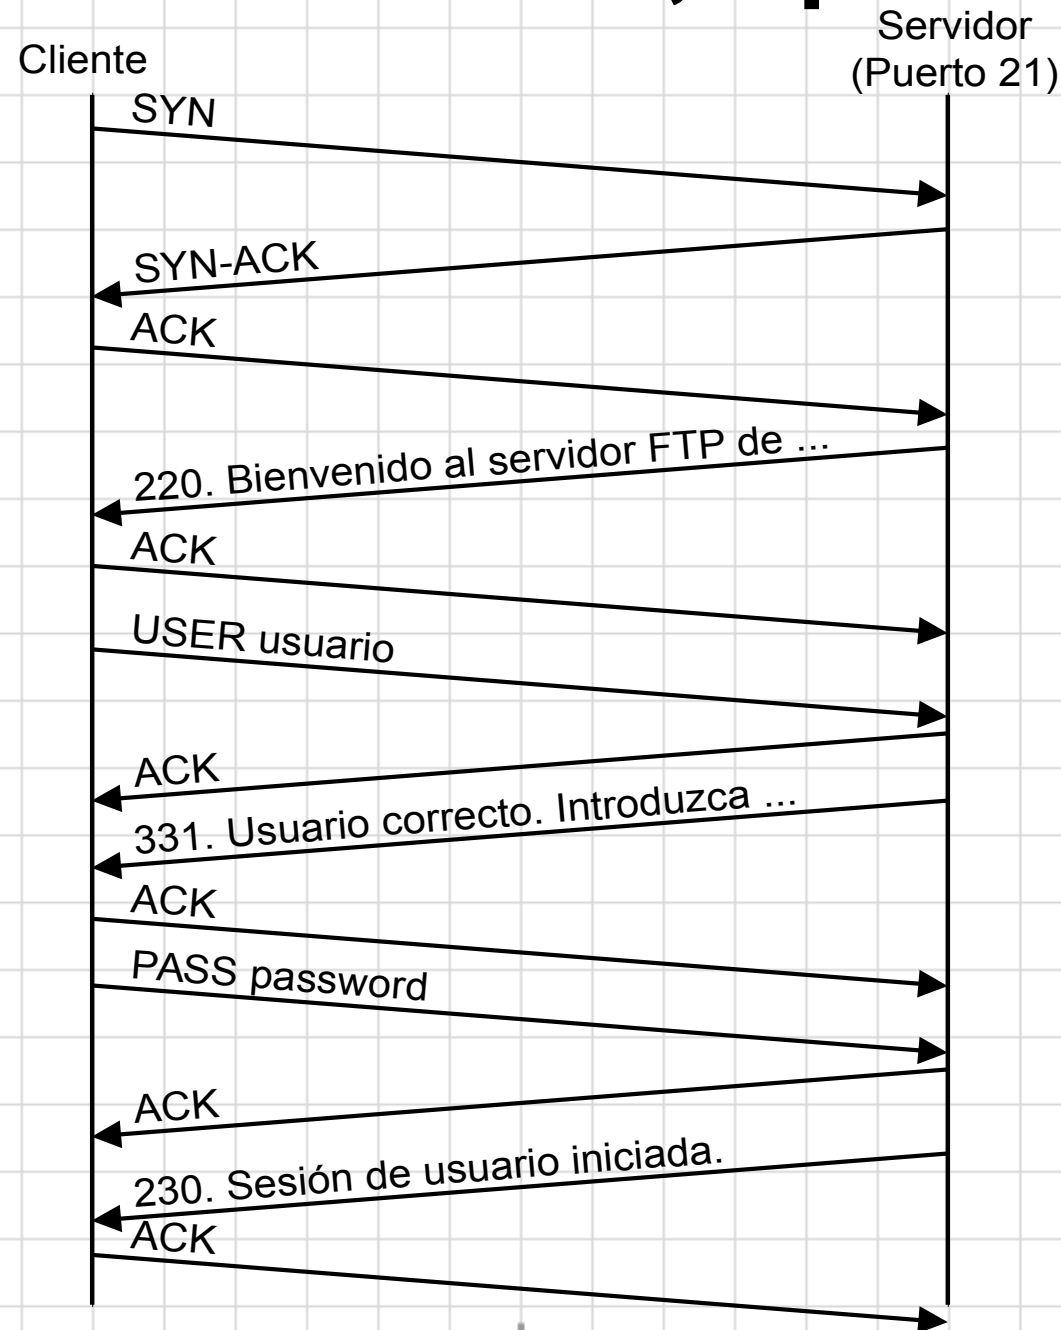 Cliente
Servidor
(Puerto 21)
SYN
SYN-ACK
ACK
220. Bienvenido al servidor FTP de ...
ACK
USER usuario
ACK
331. Usuario correcto. Introduzca ...
ACK
PASS password
ACK
230. Sesión de usuario iniciada.
ACK